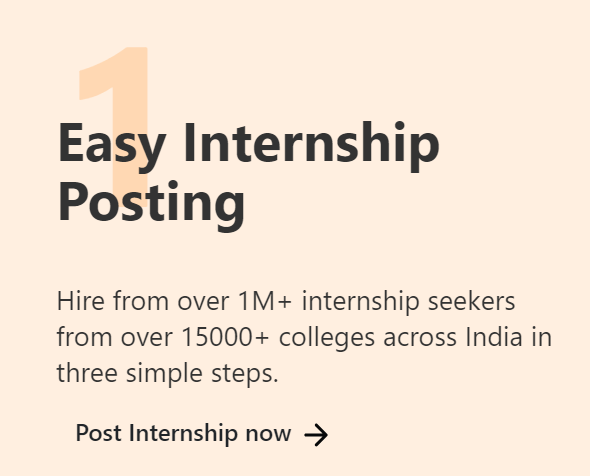 1
Easy Internship
Posting
Hire from over 1M+ internship seekers
from over 15000+ colleges across India in
three simple steps.
Post Internship now →